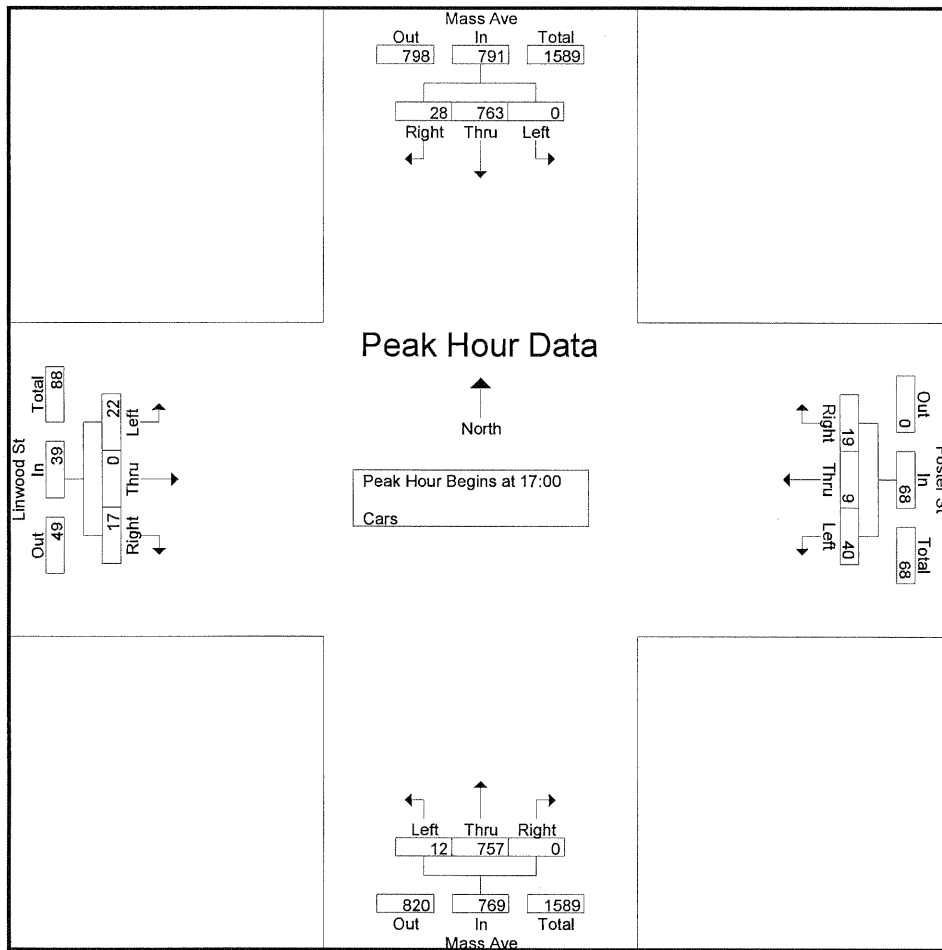 Mass Ave
Out In Total
798 791 1589
28 763 0
Right Thru Left
Peak Hour Data
North
Peak Hour Begins at 17:00
Cars
Linwood St
Out In Total
49 39 88
17 0 22
Right Thru Left
Out In Total
0 68 68
19 9 40
Right Thru Left
Left Thru Right
12 757 0
820 769 1589
Out In Total
Mass Ave